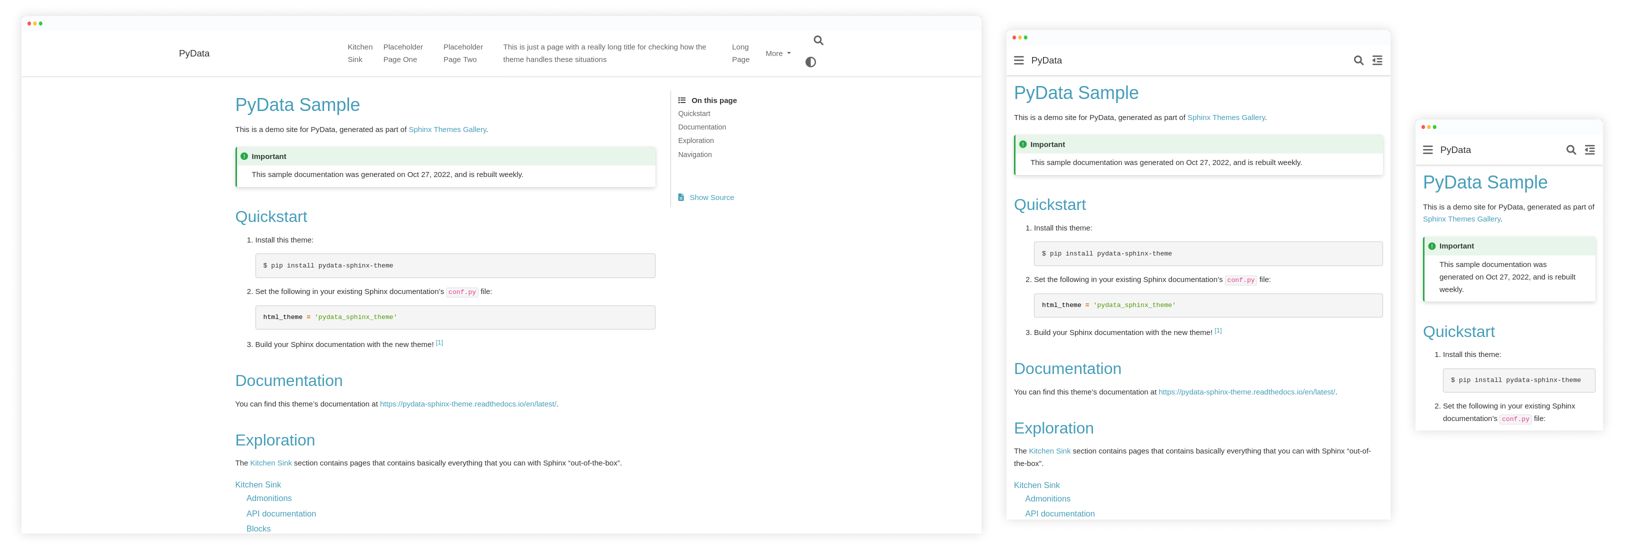 PyData
Kitchen Sink
Placeholder Page One
Placeholder Page Two
This is just a page with a really long title for checking how the theme handles these situations
Long Page
More
PyData Sample
This is a demo site for PyData, generated as part of Sphinx Themes Gallery.
Important
This sample documentation was generated on Oct 27, 2022, and is rebuilt weekly.
Quickstart
1. Install this theme:
$ pip install pydata-sphinx-theme
2. Set the following in your existing Sphinx documentation’s conf.py file:
html_theme = 'pydata_sphinx_theme'
3. Build your Sphinx documentation with the new theme! [1]
Documentation
You can find this theme’s documentation at https://pydata-sphinx-theme.readthedocs.io/en/latest/.
Exploration
The Kitchen Sink section contains pages that contains basically everything that you can with Sphinx “out-of-the-box”.
Kitchen Sink
Admonitions
API documentation
Blocks
On this page
Quickstart
Documentation
Exploration
Navigation
Show Source
PyData
PyData Sample
This is a demo site for PyData, generated as part of Sphinx Themes Gallery.
Important
This sample documentation was generated on Oct 27, 2022, and is rebuilt weekly.
Quickstart
1. Install this theme:
$ pip install pydata-sphinx-theme
2. Set the following in your existing Sphinx documentation’s conf.py file:
html_theme = 'pydata_sphinx_theme'
3. Build your Sphinx documentation with the new theme! [1]
Documentation
You can find this theme’s documentation at https://pydata-sphinx-theme.readthedocs.io/en/latest/.
Exploration
The Kitchen Sink section contains pages that contains basically everything that you can with Sphinx “out-of-
the-box”.
Kitchen Sink
Admonitions
API documentation
PyData
PyData Sample
This is a demo site for PyData, generated as part of
Sphinx Themes Gallery.
Important
This sample documentation was
generated on Oct 27, 2022, and is rebuilt
weekly.
Quickstart
1. Install this theme:
$ pip install pydata-sphinx-theme
2. Set the following in your existing Sphinx
documentation’s conf.py file: